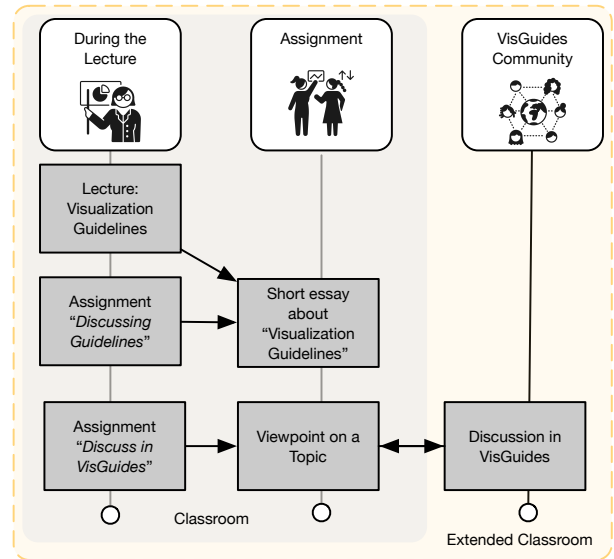 During the
Lecture
Assignment
VisGuides
Community
Lecture:
Visualization
Guidelines
Assignment
“Discussing
Guidelines”
Short essay
about
“Visualization
Guidelines”
Assignment
“Discuss in
VisGuides”
Viewpoint on a
Topic
Discussion in
VisGuides
Classroom
Extended Classroom